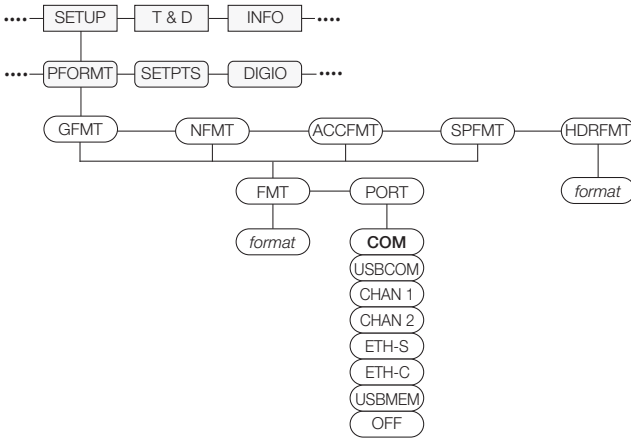 •••• SETUP T & D INFO ••••
•••• PFORMT SETPTS DIGIO ••••
GFMT NFMT ACCFMT SPFMT HDRFMT
FMT PORT format
format COM
USBCOM
CHAN 1
CHAN 2
ETH-S
ETH-C
USBMEM
OFF